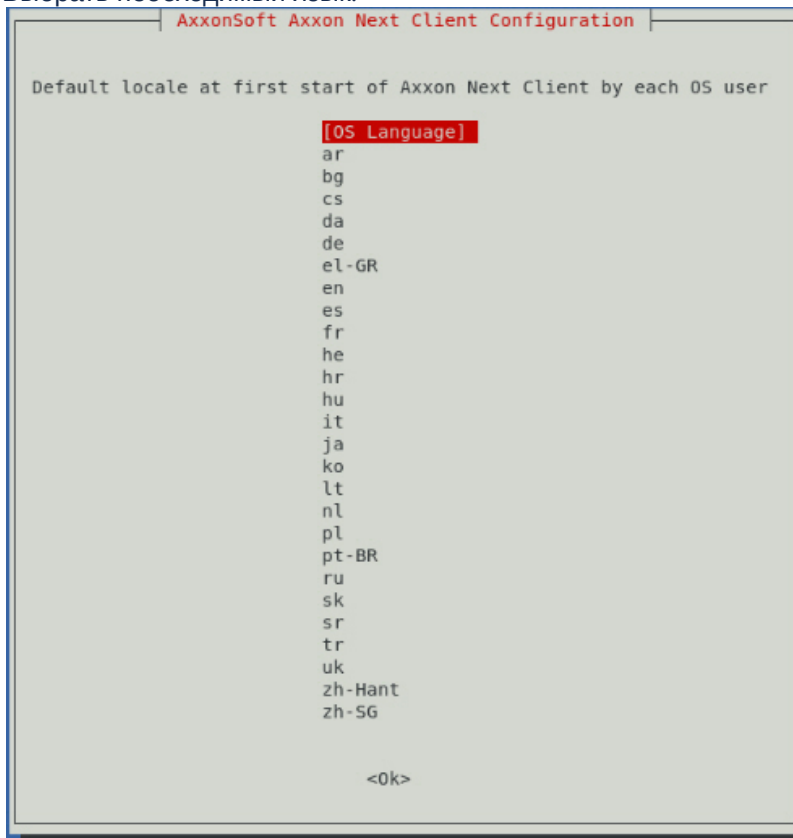 AxxonSoft Axxon Next Client Configuration
Default locale at first start of Axxon Next Client by each OS user
[OS Language]
ar
bg
cs
da
de
el-GR
en
es
fr
he
hr
hu
it
ja
ko
lt
nl
pl
pt-BR
ru
sk
sr
tr
uk
zh-Hant
zh-SG
<Ok>